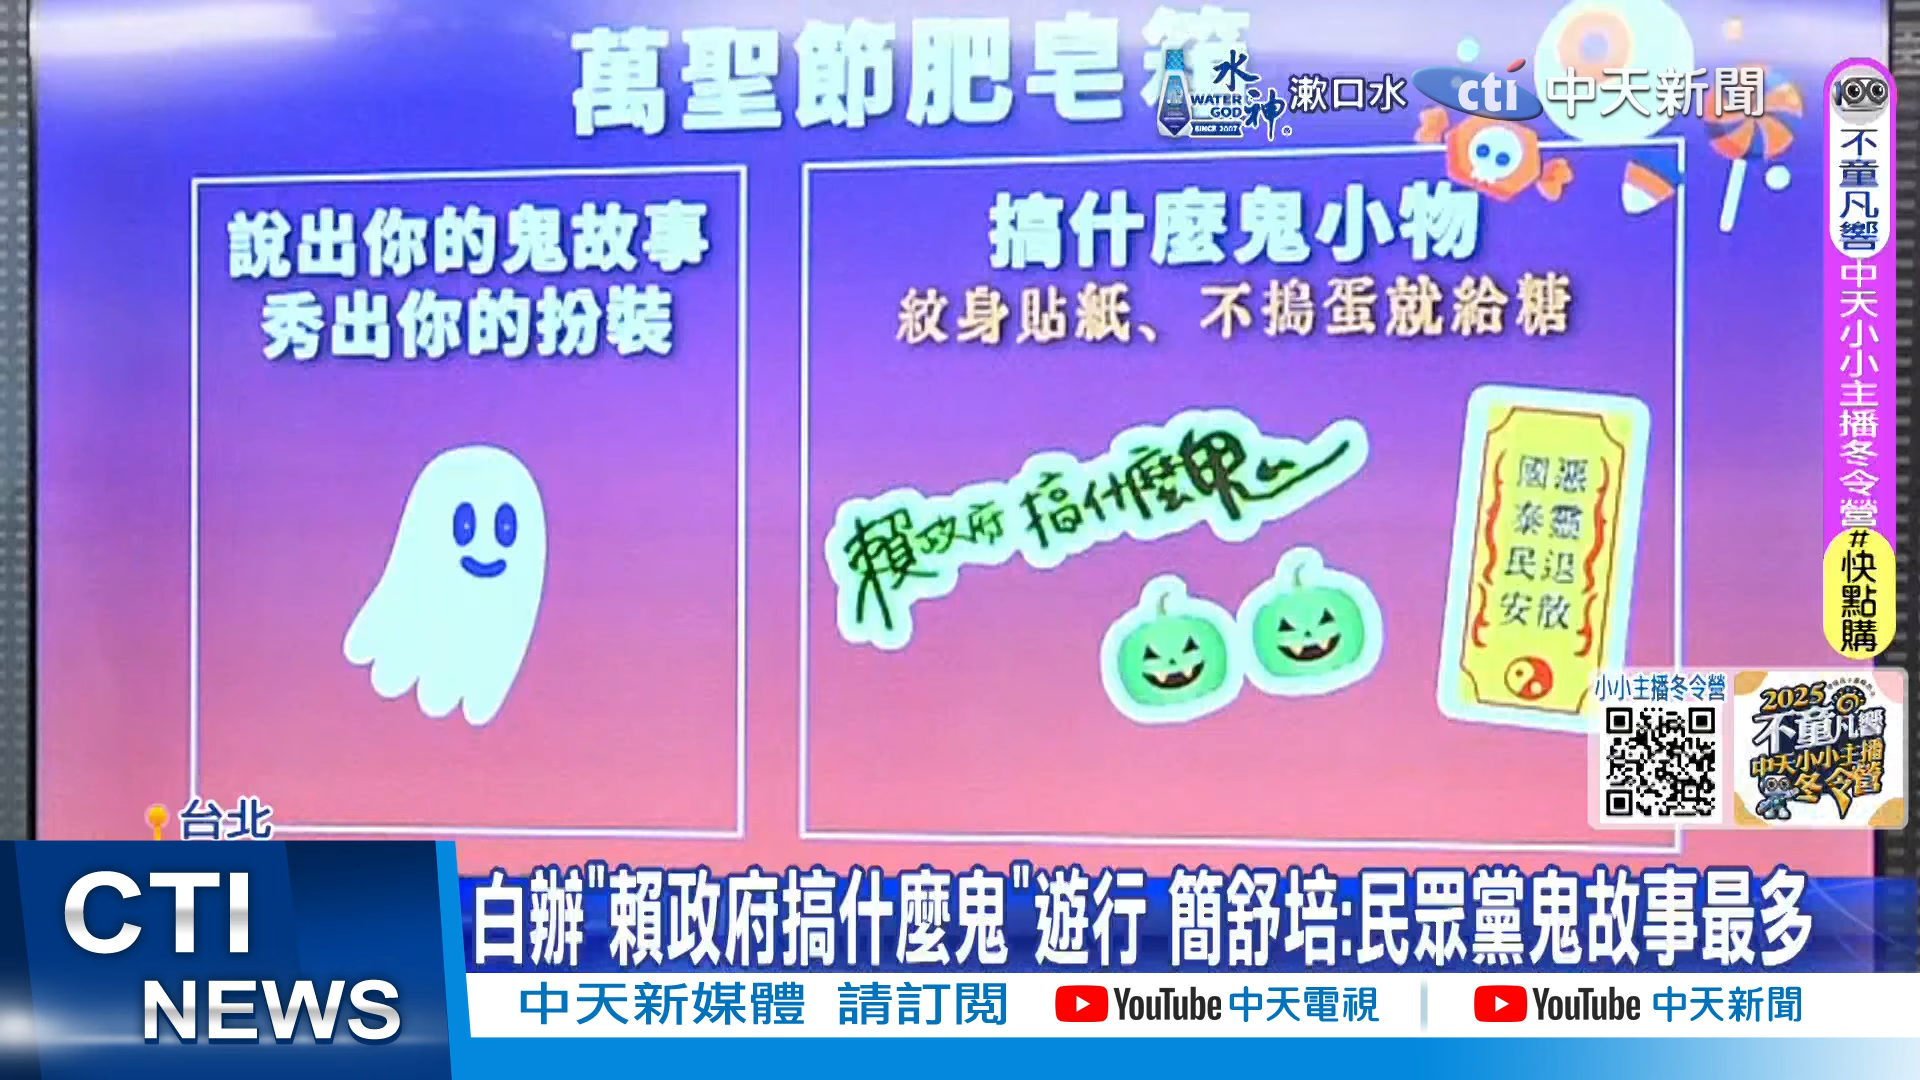 萬聖節肥皂箱
水神
WATER GOD
SINCE 2007
漱口水
cti 中天新聞
說出你的鬼故事
秀出你的扮裝
搞什麼鬼小物
紋身貼紙、不搗蛋就給糖
賴政府 搞什麼鬼
惡靈退散
國泰民安
不童凡響
中天小小主播冬令營
#快點購
小小主播冬令營
2025
不童凡響
中天小小主播
冬令營
台北
CTI NEWS
白辦"賴政府搞什麼鬼"遊行 簡舒培:民眾黨鬼故事最多
中天新媒體 請訂閱 YouTube 中天電視 | YouTube 中天新聞